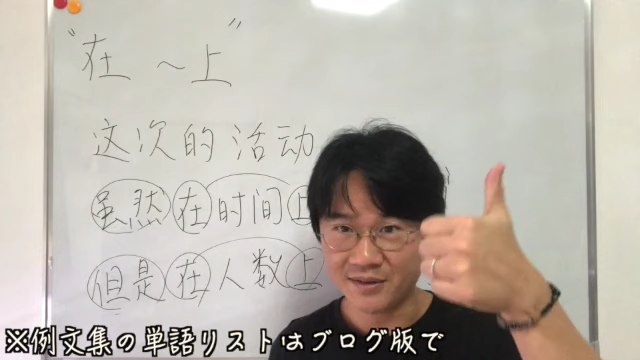 “在 ～上”
这次的活动
虽然在时间上
但是在人数上
※例文集の単語リストはブログ版で